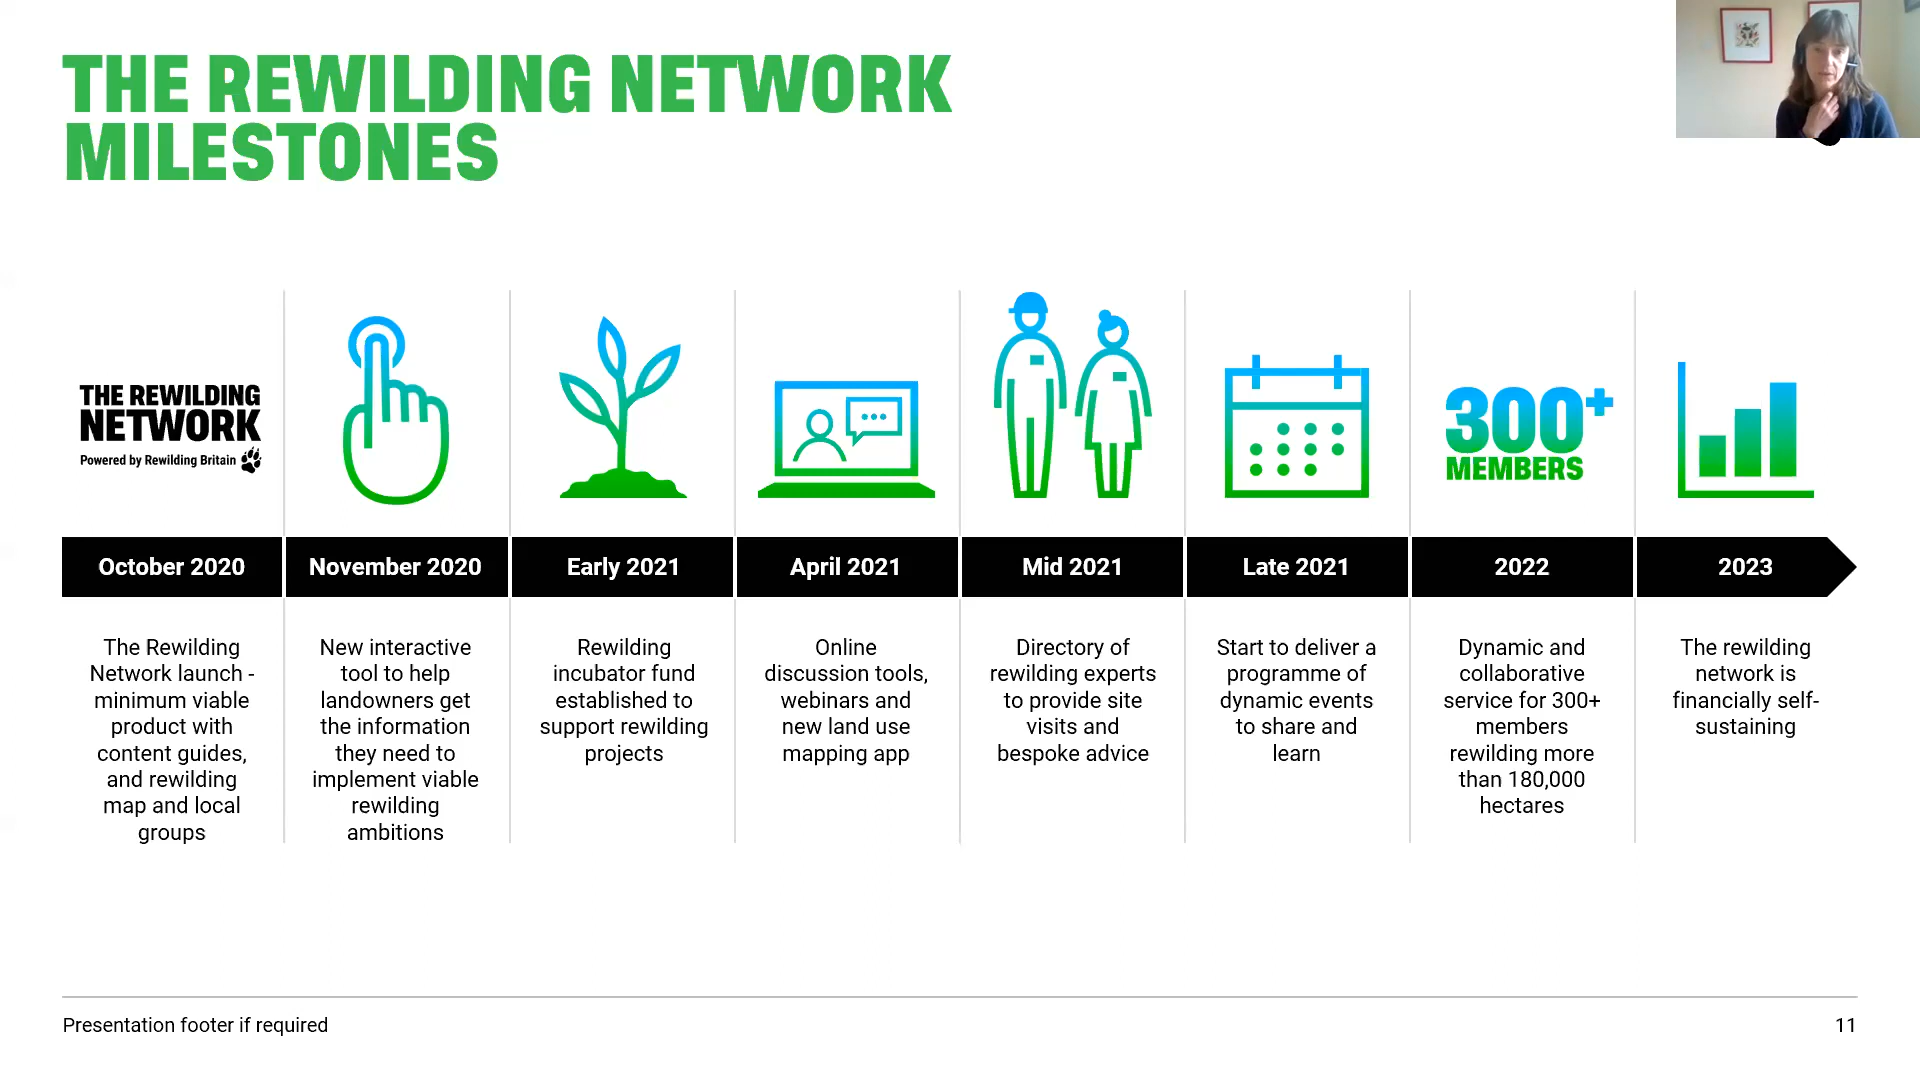 THE REWILDING NETWORK
MILESTONES
THE REWILDING
NETWORK
Powered by Rewilding Britain
300+
MEMBERS
October 2020
November 2020
Early 2021
April 2021
Mid 2021
Late 2021
2022
2023
The Rewilding
Network launch -
minimum viable
product with
content guides,
and rewilding
map and local
groups
New interactive
tool to help
landowners get
the information
they need to
implement viable
rewilding
ambitions
Rewilding
incubator fund
established to
support rewilding
projects
Online
discussion tools,
webinars and
new land use
mapping app
Directory of
rewilding experts
to provide site
visits and
bespoke advice
Start to deliver a
programme of
dynamic events
to share and
learn
Dynamic and
collaborative
service for 300+
members
rewilding more
than 180,000
hectares
The rewilding
network is
financially self-
sustaining
Presentation footer if required
11